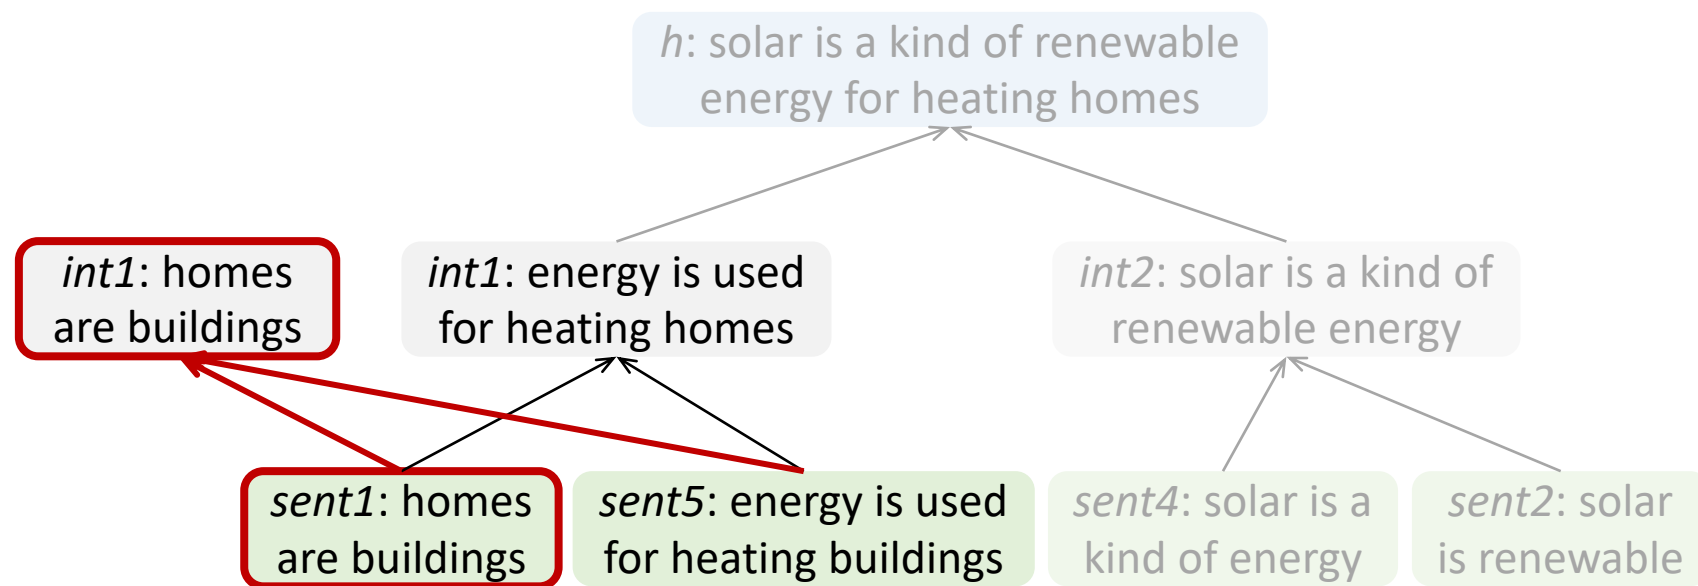 h: solar is a kind of renewable
energy for heating homes
int1: homes
are buildings
int1: energy is used
for heating homes
int2: solar is a kind of
renewable energy
sent1: homes
are buildings
sent5: energy is used
for heating buildings
sent4: solar is a
kind of energy
sent2: solar
is renewable